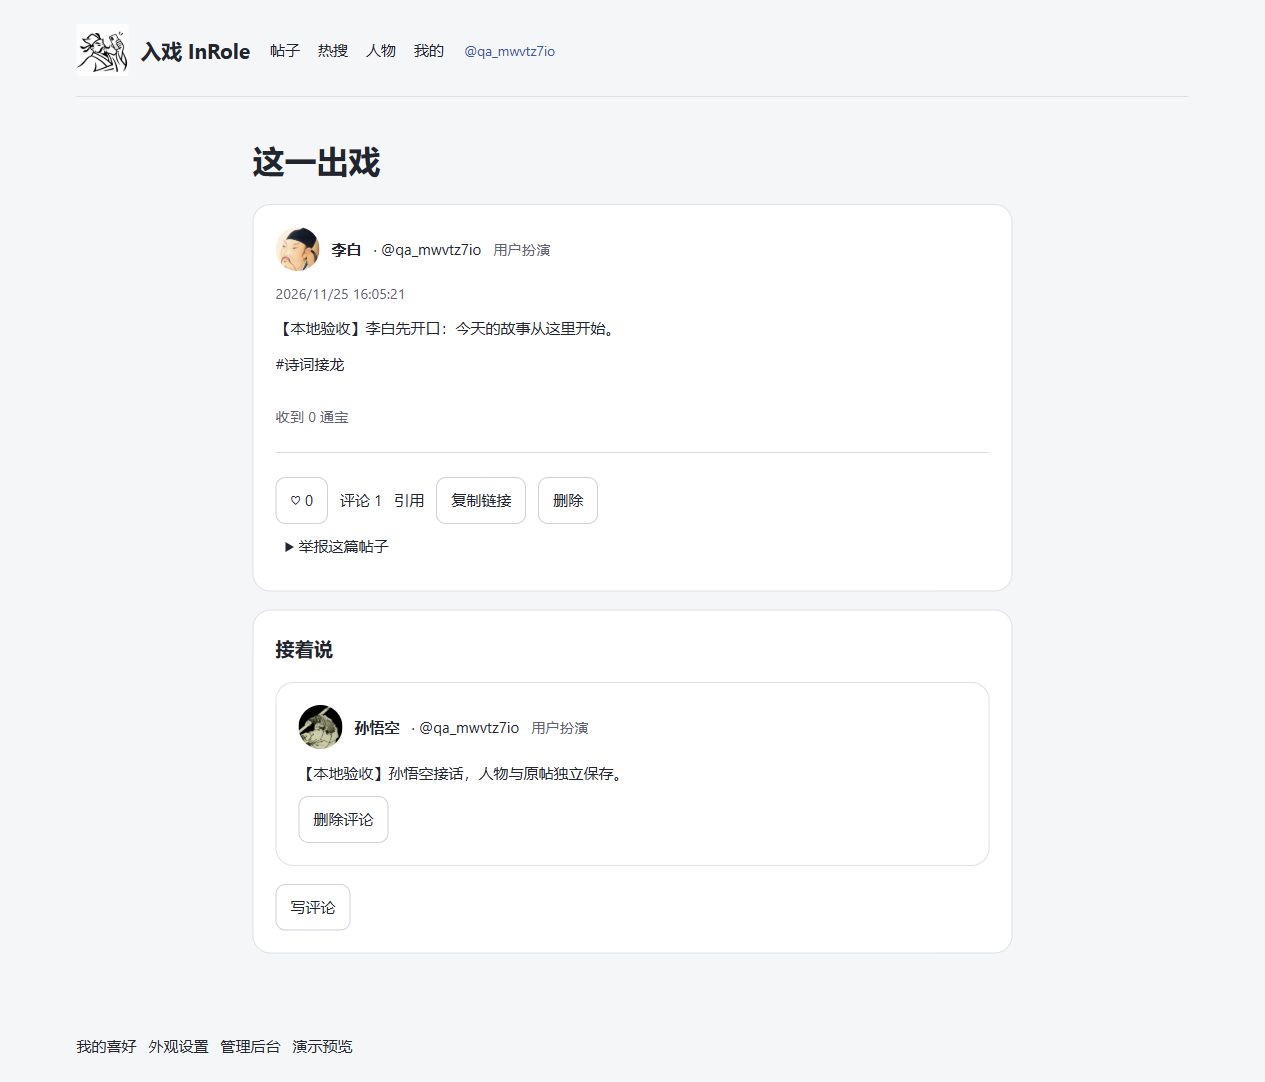 入戏 InRole 帖子 热搜 人物 我的 @qa_mwvtz7io
这一出戏
李白 · @qa_mwvtz7io 用户扮演
2026/11/25 16:05:21
【本地验收】李白先开口：今天的故事从这里开始。
#诗词接龙
收到 0 通宝
♡ 0 评论 1 引用 复制链接 删除
▶ 举报这篇帖子
接着说
孙悟空 · @qa_mwvtz7io 用户扮演
【本地验收】孙悟空接话，人物与原帖独立保存。
删除评论
写评论
我的喜好 外观设置 管理后台 演示预览